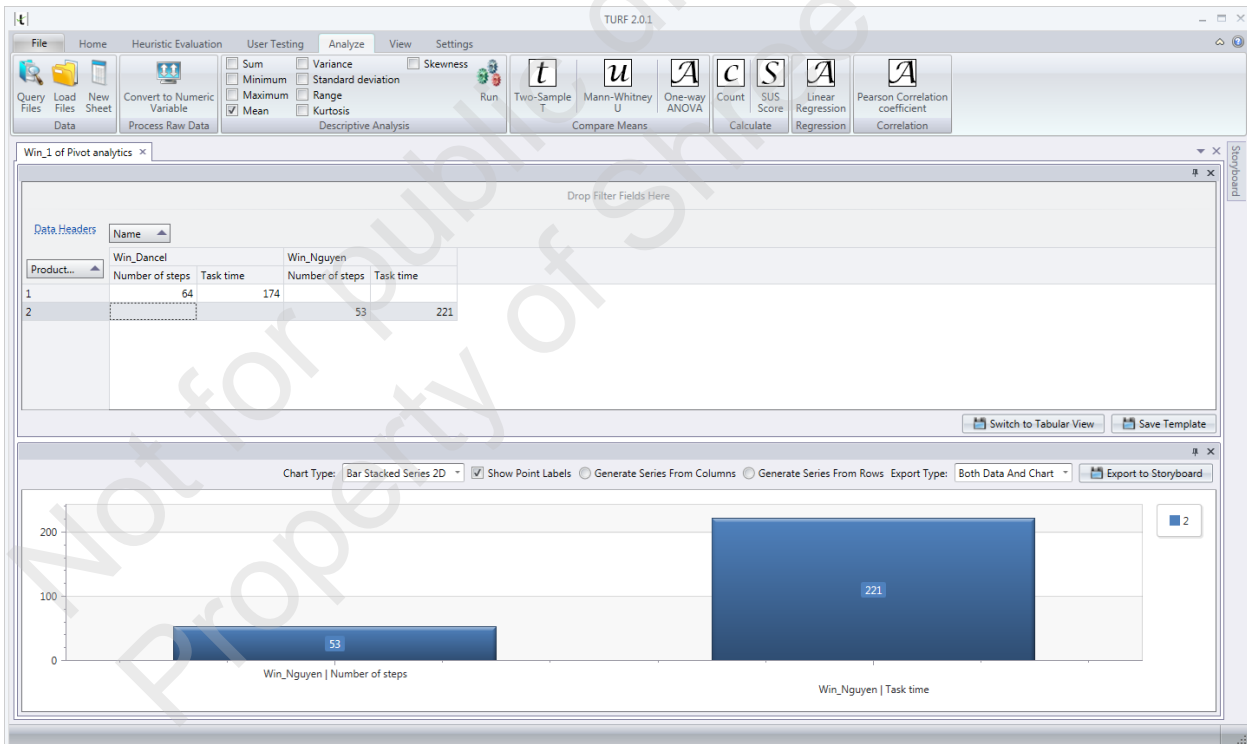 |t|
TURF 2.0.1
File Home Heuristic Evaluation User Testing Analyze View Settings
Query Files
Load Files
New Sheet
Data
Convert to Numeric Variable
Process Raw Data
Sum
Minimum
Maximum
Mean
Variance
Standard deviation
Range
Kurtosis
Skewness
Run
Descriptive Analysis
t
Two-Sample T
u
Mann-Whitney U
A
One-way ANOVA
Compare Means
C
Count
S
SUS Score
Calculate
A
Linear Regression
Regression
A
Pearson Correlation coefficient
Correlation
Win_1 of Pivot analytics
Storyboard
Drop Filter Fields Here
Data Headers
Name
Product...
Win_Dancel Win_Nguyen
Number of steps Task time Number of steps Task time
1 64 174
2 53 221
Switch to Tabular View
Save Template
Chart Type: Bar Stacked Series 2D Show Point Labels Generate Series From Columns Generate Series From Rows Export Type: Both Data And Chart Export to Storyboard
200
100
0
53
221
2
Win_Nguyen | Number of steps
Win_Nguyen | Task time
Not for public
Property of Shree